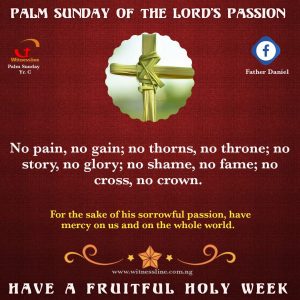 PALM SUNDAY OF THE LORD'S PASSION
Witnessline
Palm Sunday
Yr. C
Father Daniel
No pain, no gain; no thorns, no throne; no
story, no glory; no shame, no fame; no
cross, no crown.
For the sake of his sorrowful passion, have
mercy on us and on the whole world.
www.witnessline.com.ng
HAVE A FRUITFUL HOLY WEEK